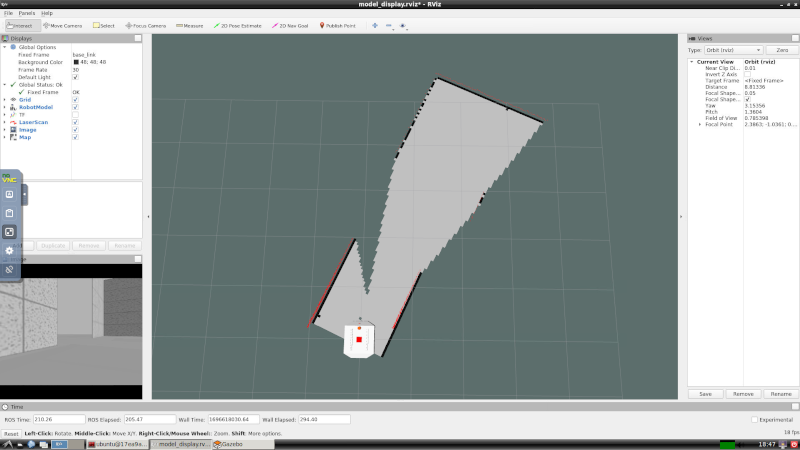 model_display.rviz* - RViz
File Panels Help
Interact Move Camera Select Focus Camera Measure 2D Pose Estimate 2D Nav Goal Publish Point
Displays
Global Options
Fixed Frame base_link
Background Color 48; 48; 48
Frame Rate 30
Default Light
Global Status: Ok
Fixed Frame OK
Grid
RobotModel
TF
LaserScan
Image
Map
Duplicate Remove Rename
Views
Type: Orbit (rviz) Zero
Current View Orbit (rviz)
Near Clip Di... 0.01
Invert Z Axis
Target Frame <Fixed Frame>
Distance 8.81336
Focal Shape... 0.05
Focal Shape...
Yaw 3.15356
Pitch 1.3604
Field of View 0.785398
Focal Point 2.3863; -1.0361; 0...
Save Remove Rename
Time
ROS Time: 210.26 ROS Elapsed: 205.47 Wall Time: 1696618030.64 Wall Elapsed: 294.40 Experimental
Reset Left-Click: Rotate. Middle-Click: Move X/Y. Right-Click/Mouse Wheel: Zoom. Shift: More options. 18 fps
model_display.rv... Gazebo 18:47